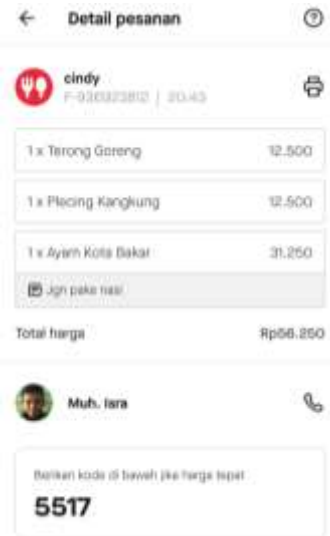 Detail pesanan
cindy
20.43
1 x Terong Goreng 12.500
1 x Plecing Kangkung 12.500
1 x Ayam Kota Bakar 31.250
Jgn pake nasi
Total harga Rp56.250
Muh. Isra
Berikan kode di bawah jika harga tepat
5517